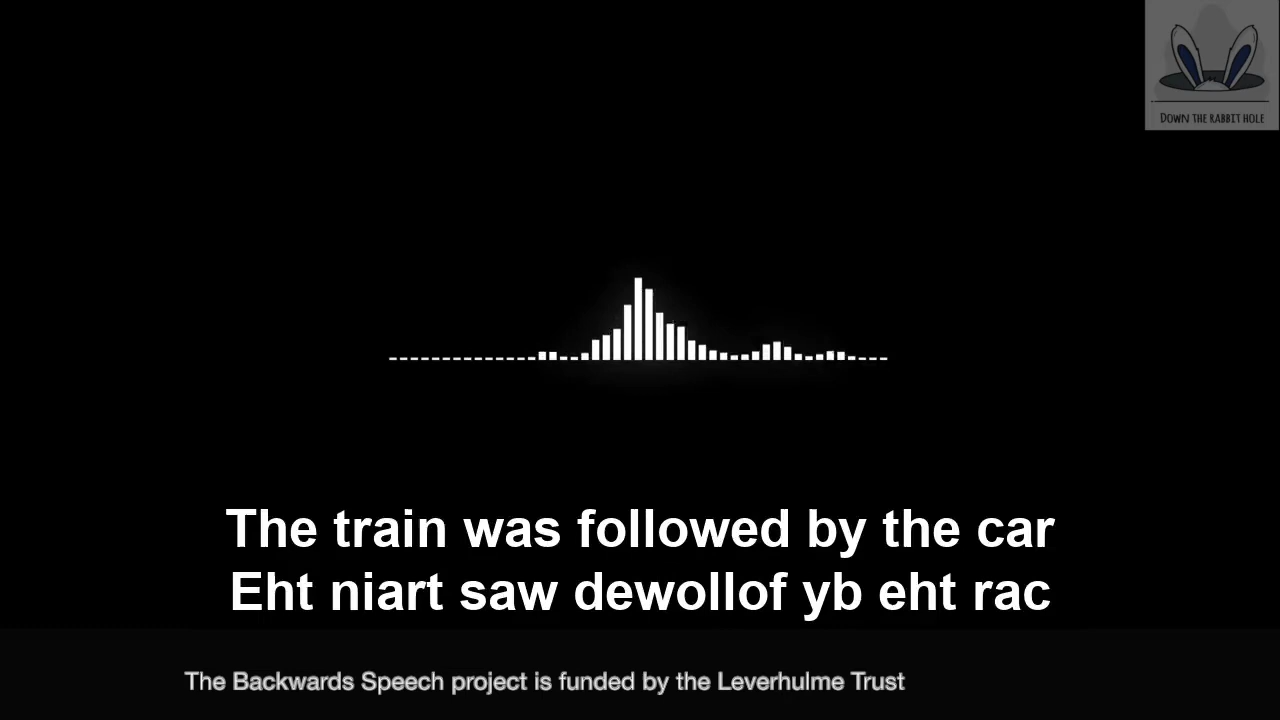 DOWN THE RABBIT HOLE
The train was followed by the car
Eht niart saw dewollof yb eht rac
The Backwards Speech project is funded by the Leverhulme Trust